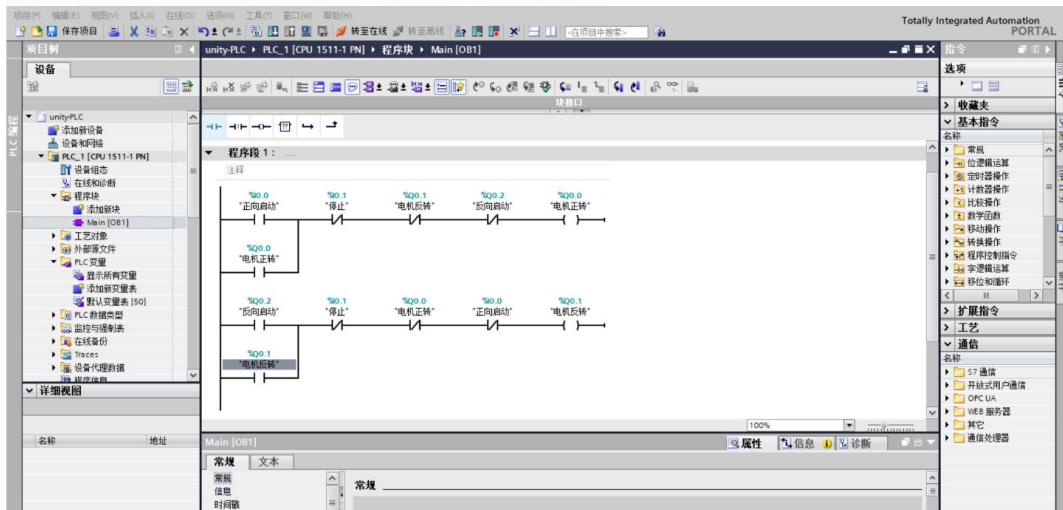 项目(P) 编辑(E) 视图(V) 插入(I) 在线(O) 选项(N) 工具(T) 窗口(W) 帮助(H)
Totally Integrated Automation
PORTAL
保存项目 转至在线 转至离线 <在项目中搜索>
项目树
unity-PLC ▸ PLC_1 [CPU 1511-1 PN] ▸ 程序块 ▸ Main [OB1]
指令
设备
选项
块接口
PLC 编程
unity-PLC
添加新设备
设备和网络
PLC_1 [CPU 1511-1 PN]
设备组态
在线和诊断
程序块
添加新块
Main [OB1]
工艺对象
外部源文件
PLC 变量
显示所有变量
添加新变量表
默认变量表 [50]
PLC 数据类型
监控与强制表
在线备份
Traces
设备代理数据
程序信息
详细视图
名称 地址
程序段 1： ....
注释
%I0.0 %I0.1 %Q0.1 %Q0.2 %Q0.0
"正向启动" "停止" "电机反转" "反向启动" "电机正转"
%Q0.0
"电机正转"
%Q0.2 %I0.1 %Q0.0 %I0.0 %Q0.1
"反向启动" "停止" "电机正转" "正向启动" "电机反转"
%Q0.1
"电机反转"
100%
Main [OB1]
属性 信息 诊断
常规 文本
常规
信息
时间戳
常规
收藏夹
基本指令
名称
常规
位逻辑运算
定时器操作
计数器操作
比较操作
数学函数
移动操作
转换操作
程序控制指令
字逻辑运算
移位和循环
扩展指令
工艺
通信
名称
S7 通信
开放式用户通信
OPC UA
WEB 服务器
其它
通信处理器